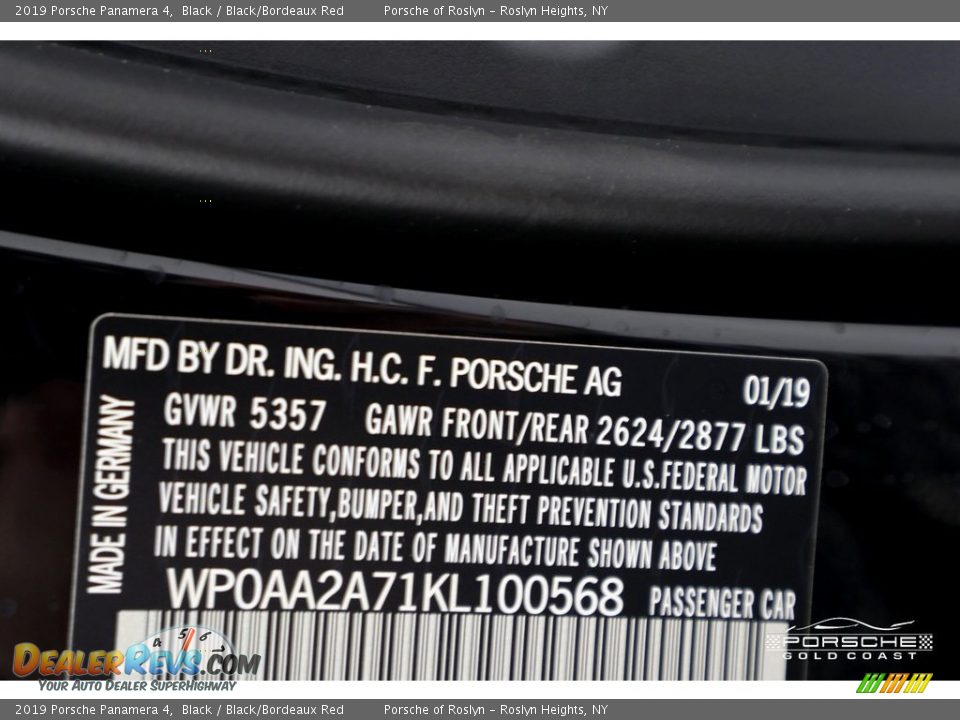 2019 Porsche Panamera 4, Black / Black/Bordeaux Red Porsche of Roslyn – Roslyn Heights, NY
MFD BY DR. ING. H.C. F. PORSCHE AG 01/19
GVWR 5357 GAWR FRONT/REAR 2624/2877 LBS
THIS VEHICLE CONFORMS TO ALL APPLICABLE U.S.FEDERAL MOTOR
VEHICLE SAFETY,BUMPER,AND THEFT PREVENTION STANDARDS
IN EFFECT ON THE DATE OF MANUFACTURE SHOWN ABOVE
WP0AA2A71KL100568 PASSENGER CAR
MADE IN GERMANY
4 5 6 7
DEALERREVS.COM
YOUR AUTO DEALER SUPERHIGHWAY
PORSCHE
GOLD COAST
2019 Porsche Panamera 4, Black / Black/Bordeaux Red Porsche of Roslyn – Roslyn Heights, NY